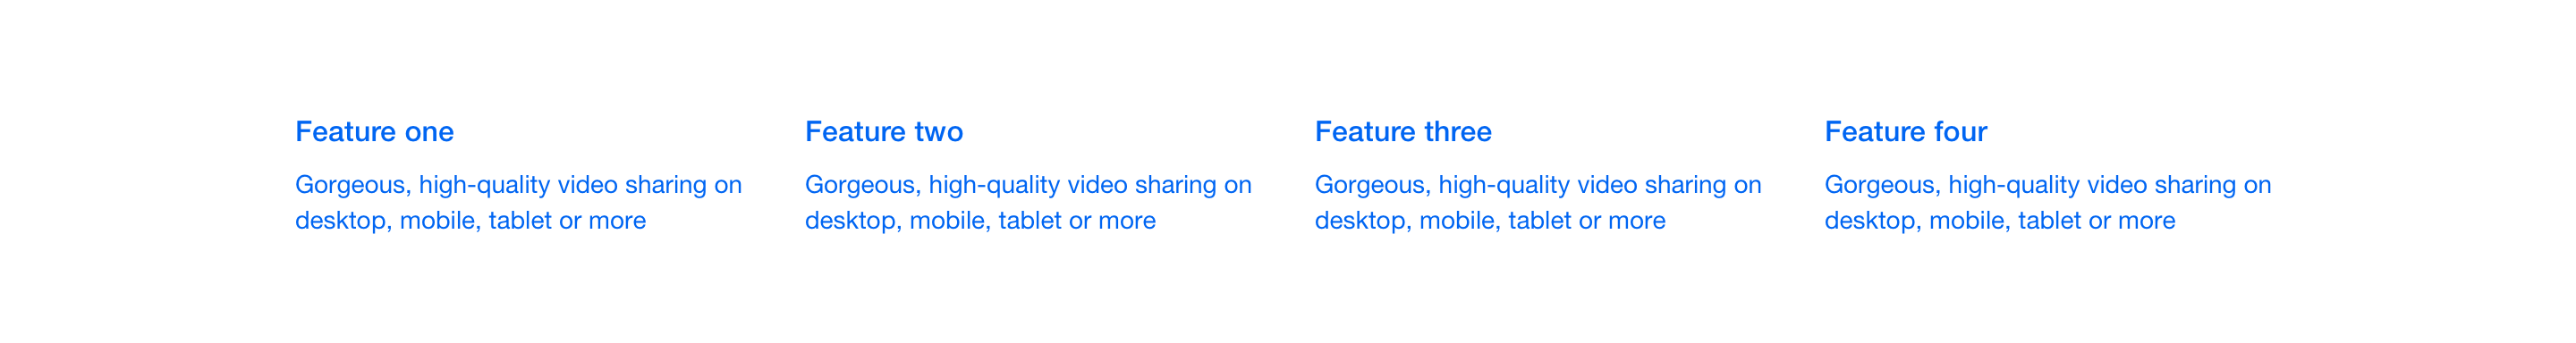 Feature one
Gorgeous, high-quality video sharing on
desktop, mobile, tablet or more
Feature two
Gorgeous, high-quality video sharing on
desktop, mobile, tablet or more
Feature three
Gorgeous, high-quality video sharing on
desktop, mobile, tablet or more
Feature four
Gorgeous, high-quality video sharing on
desktop, mobile, tablet or more